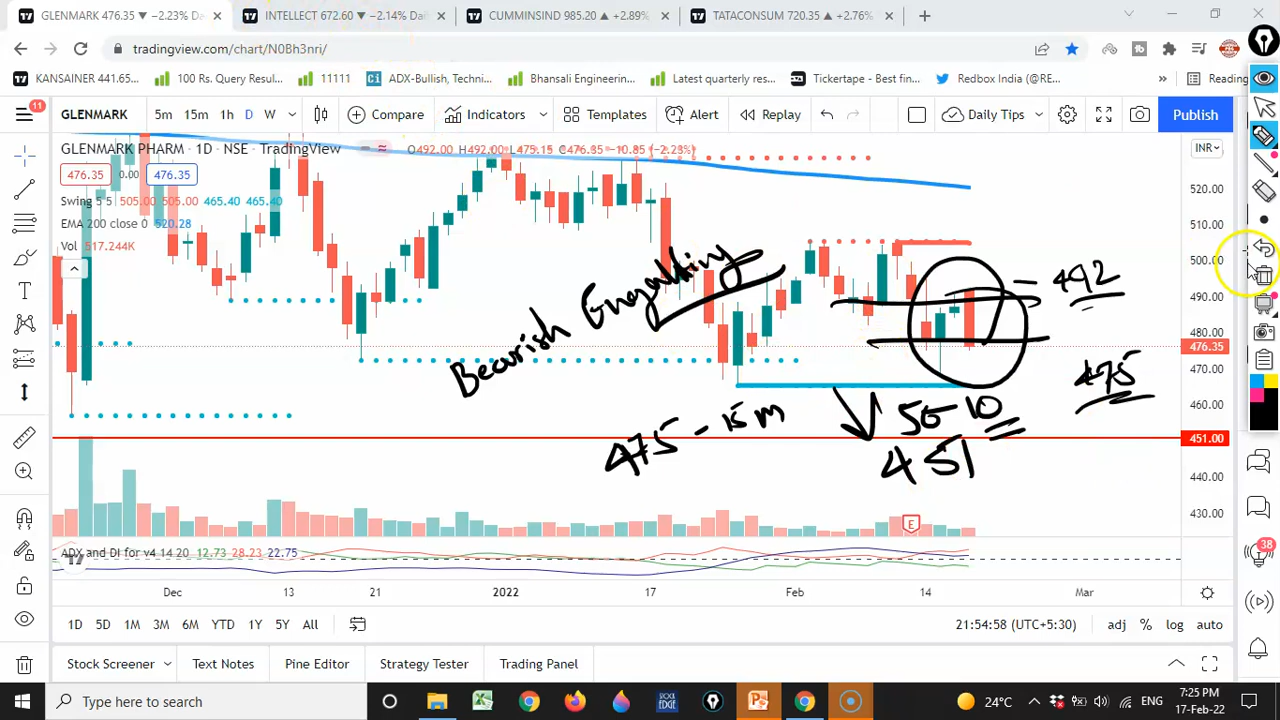 GLENMARK 476.35 ▼ −2.23% Dai
INTELLECT 672.60 ▼ −2.14% Dail
CUMMINSIND 985.20 ▲ +2.89%
TATACONSUM 720.35 ▲ +2.76%
tradingview.com/chart/N0Bh3nri/
KANSAINER 441.65...
100 Rs. Query Resul...
11111
ADX-Bullish, Techni...
Bhansali Engineerin...
Latest quarterly res...
Tickertape - Best fin...
Redbox India (@RE...
»
Reading
11
GLENMARK
5m 15m 1h D W
Compare
Indicators
Templates
Alert
Replay
Daily Tips
Publish
GLENMARK PHARM · 1D · NSE · TradingView
O492.00 H492.00 L475.15 C476.35 −10.85 (−2.23%)
INR
476.35 0.00 476.35
Swing 5 5 505.00 505.00 465.40 465.40
EMA 200 close 0 520.28
Vol 517.244K
520.00
510.00
500.00
490.00
480.00
476.35
470.00
460.00
451.00
440.00
430.00
Bearish Engulfing
492
475
475 - 15 m
451
E
38
ADX and DI for v4 14 20 12.73 28.23 22.75
Dec 13 21 2022 17 Feb 14 Mar
1D 5D 1M 3M 6M YTD 1Y 5Y All
21:54:58 (UTC+5:30)
adj % log auto
Stock Screener
Text Notes
Pine Editor
Strategy Tester
Trading Panel
Type here to search
STOCK EDGE
24°C
ENG
7:25 PM
17-Feb-22